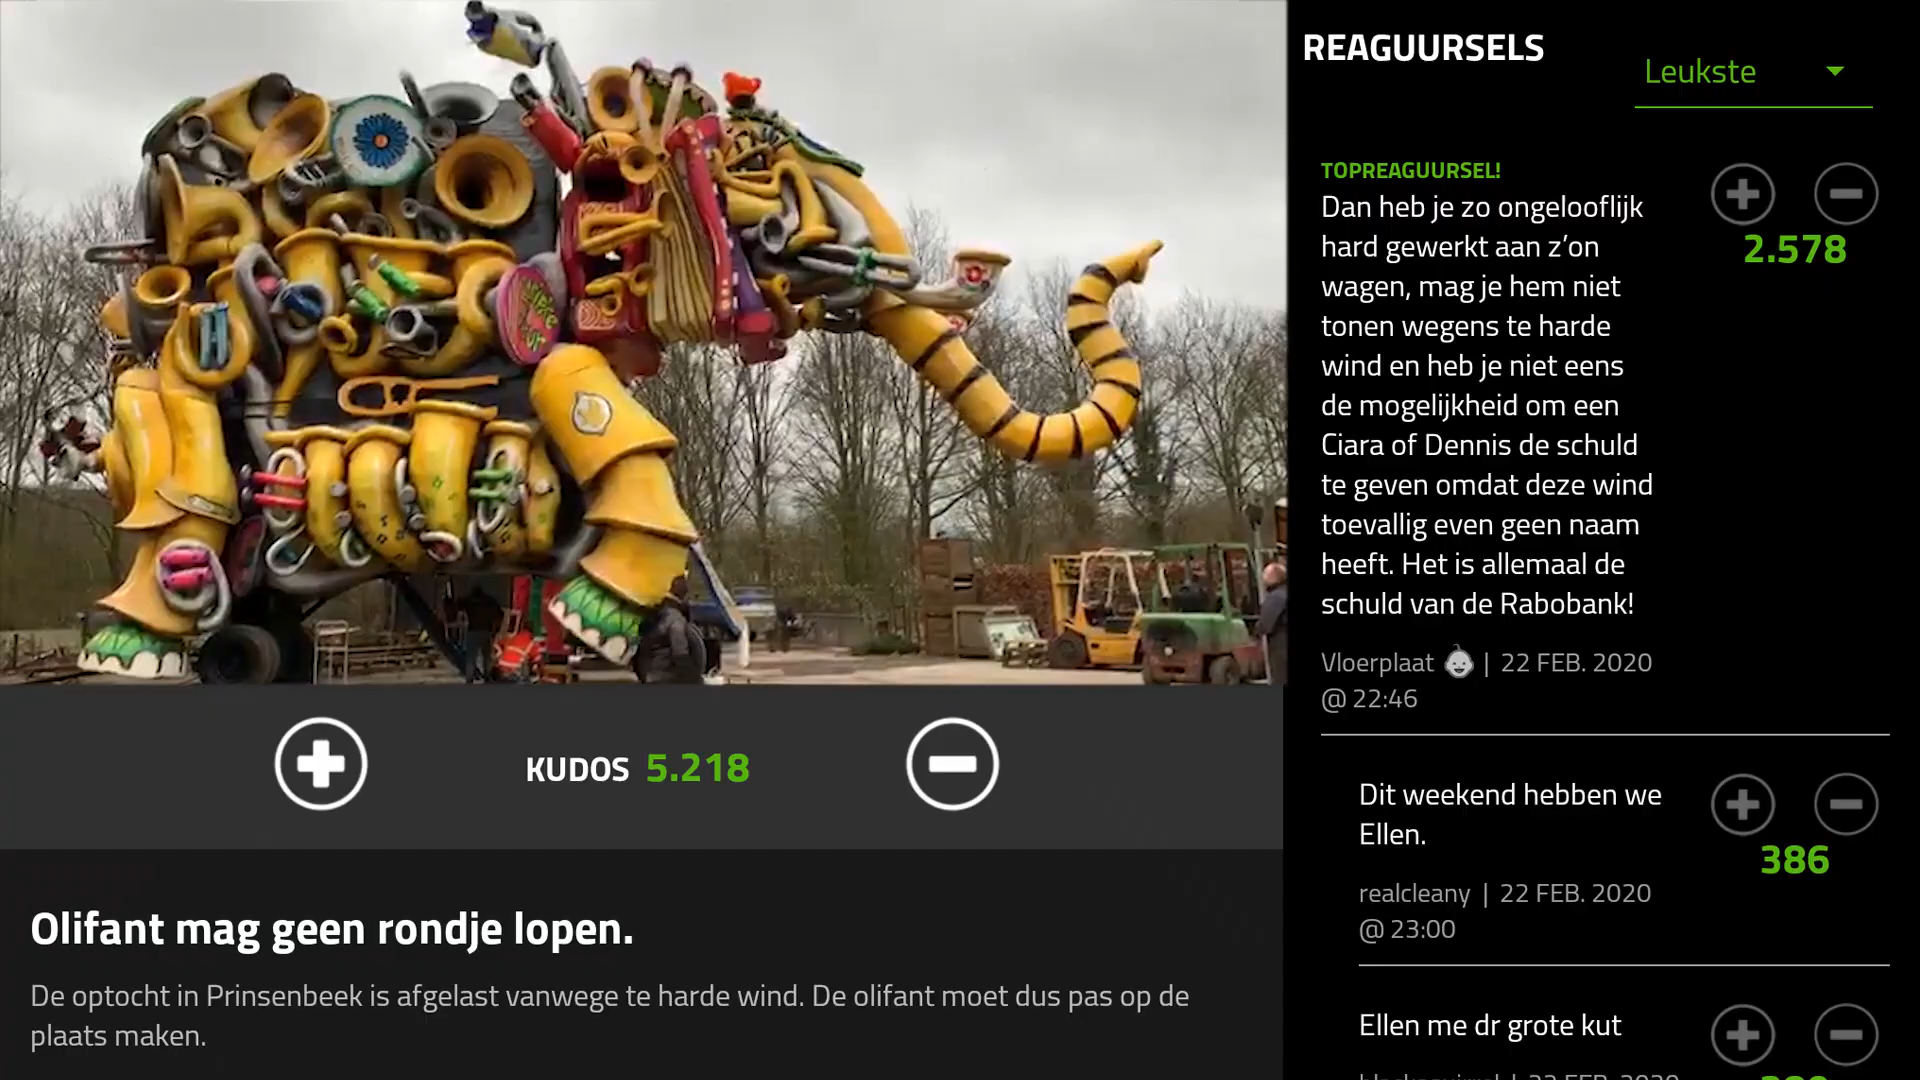 REAGUURSELS
Leukste
TOPREAGUURSEL!
Dan heb je zo ongelooflijk
hard gewerkt aan z’on
wagen, mag je hem niet
tonen wegens te harde
wind en heb je niet eens
de mogelijkheid om een
Ciara of Dennis de schuld
te geven omdat deze wind
toevallig even geen naam
heeft. Het is allemaal de
schuld van de Rabobank!
2.578
Vloerplaat | 22 FEB. 2020
@ 22:46
Dit weekend hebben we
Ellen.
386
realcleany | 22 FEB. 2020
@ 23:00
Ellen me dr grote kut
KUDOS 5.218
Olifant mag geen rondje lopen.
De optocht in Prinsenbeek is afgelast vanwege te harde wind. De olifant moet dus pas op de
plaats maken.